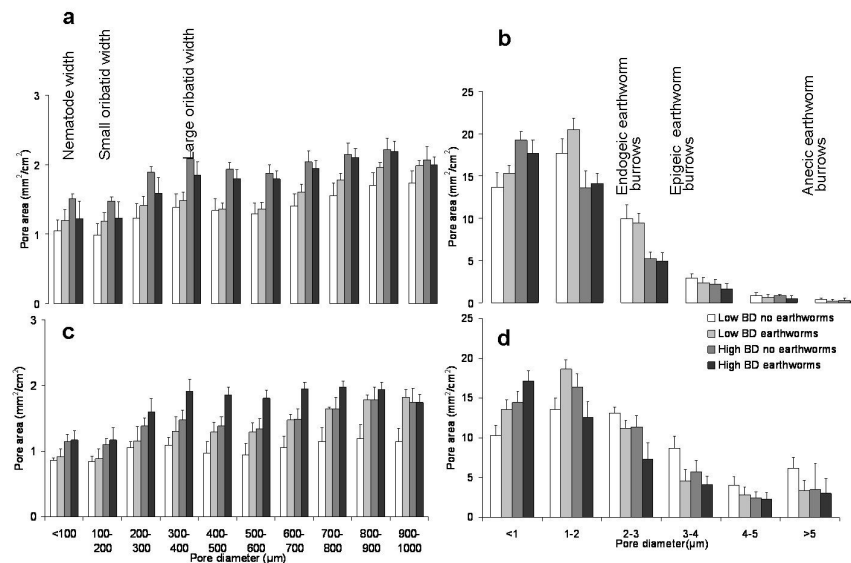 a
Nematode width
Small oribatid width
Large oribatid width
3
2
1
0
Pore area (mm²/cm²)
b
Endogeic earthworm
burrows
Epigeic earthworm
burrows
Anecic earthworm
burrows
25
20
15
10
5
0
Pore area (mm²/cm²)
c
3
2
1
0
Pore area (mm²/cm²)
<100
100-
200
200-
300
300-
400
400-
500
500-
600
600-
700
700-
800
800-
900
900-
1000
Pore diameter (µm)
d
Low BD no earthworms
Low BD earthworms
High BD no earthworms
High BD earthworms
25
20
15
10
5
0
Pore area (mm²/cm²)
<1
1-2
2-3
3-4
4-5
>5
Pore diameter(µm)